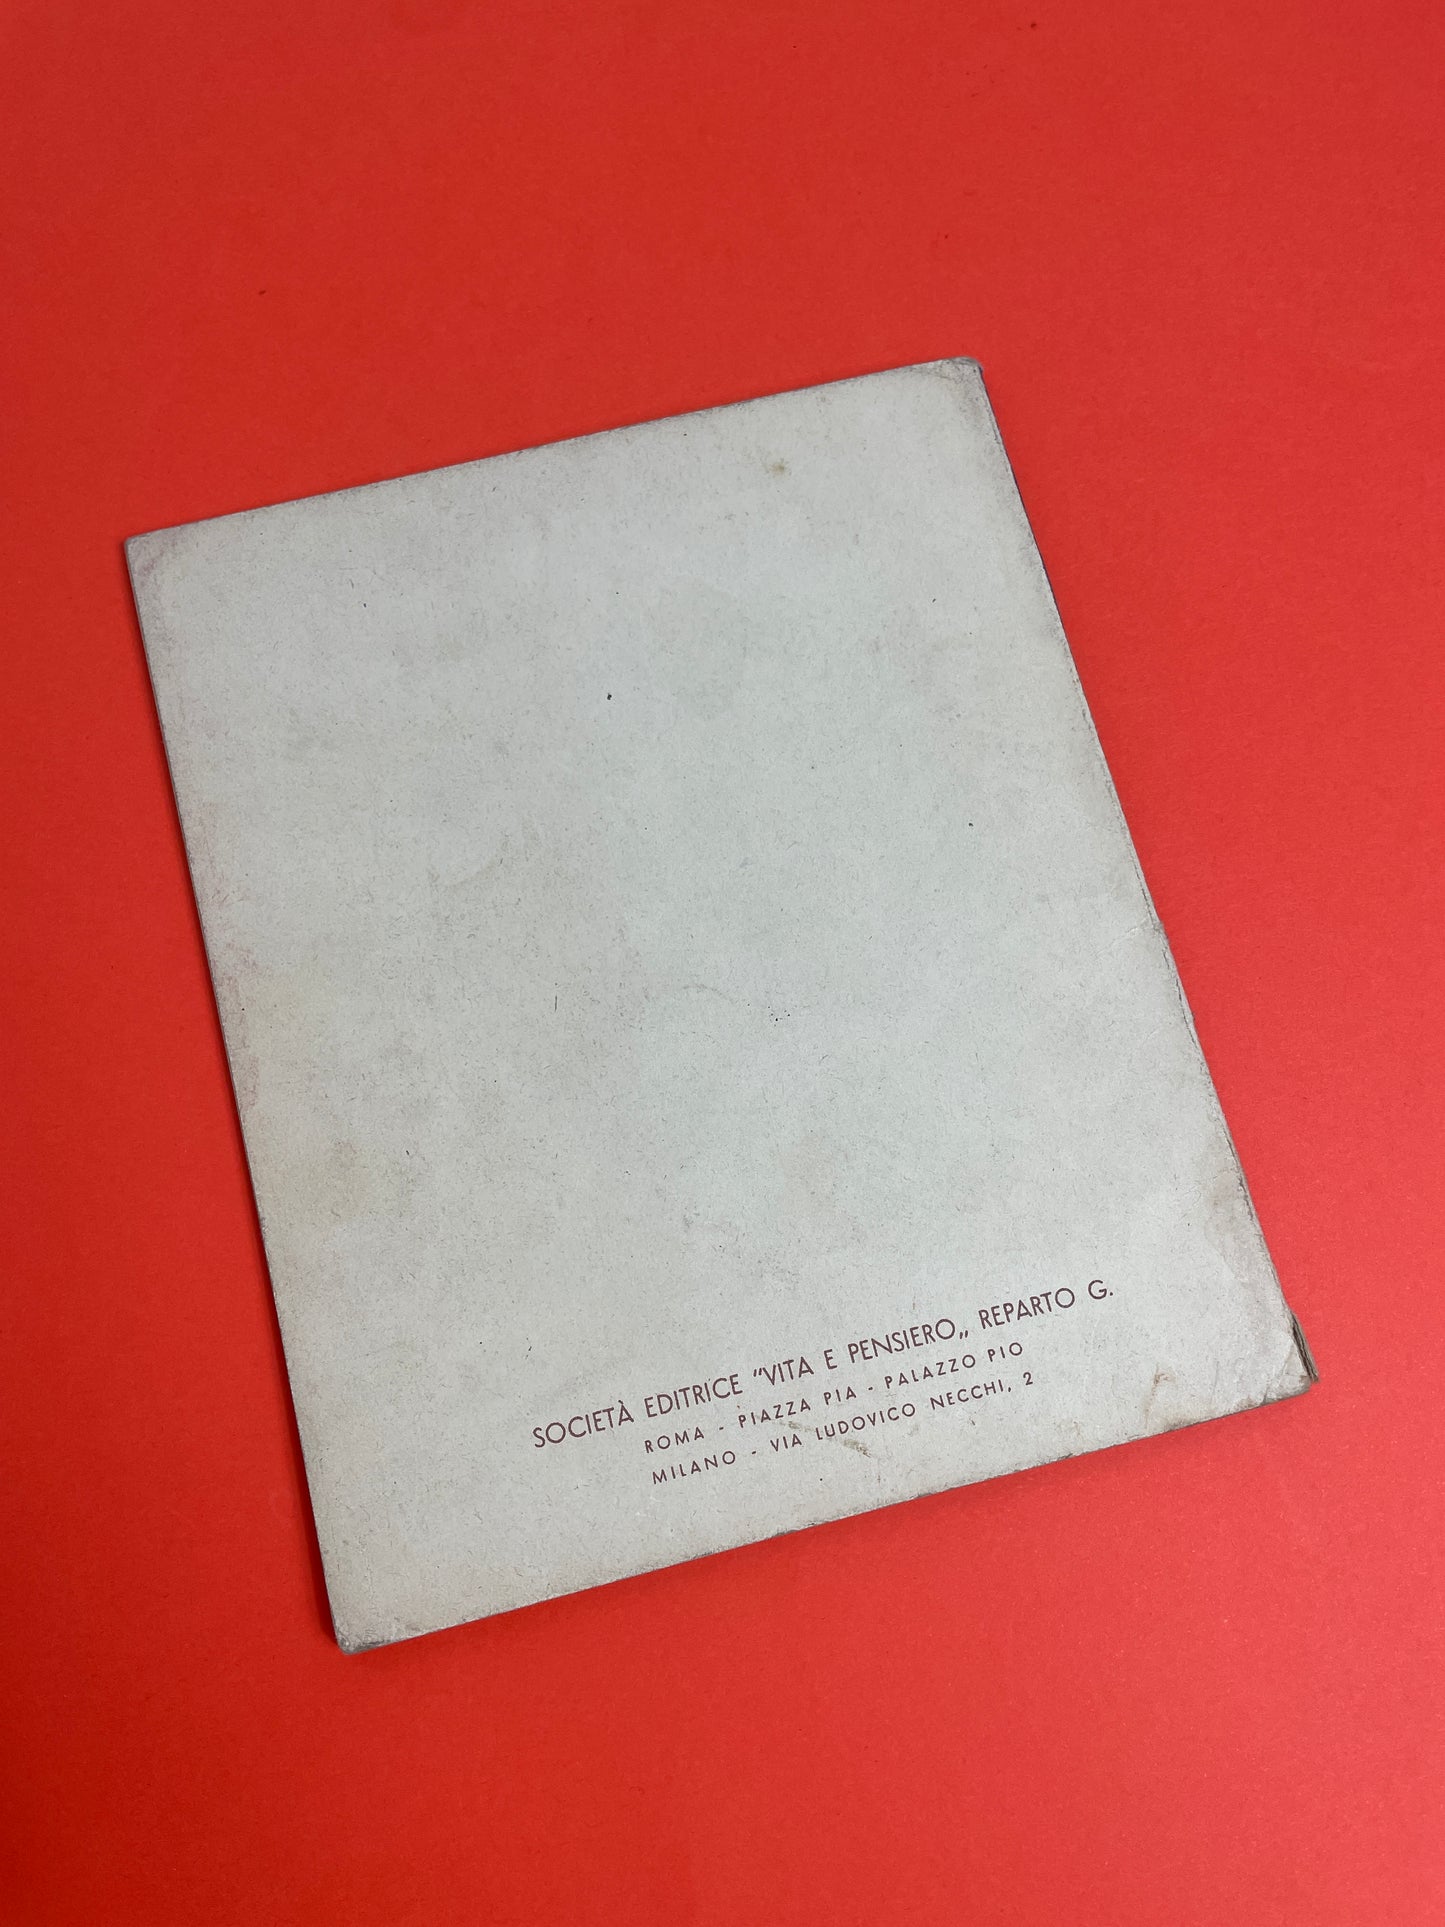 SOCIETÀ EDITRICE "VITA E PENSIERO„ REPARTO G.
ROMA - PIAZZA PIA - PALAZZO PIO
MILANO - VIA LUDOVICO NECCHI, 2